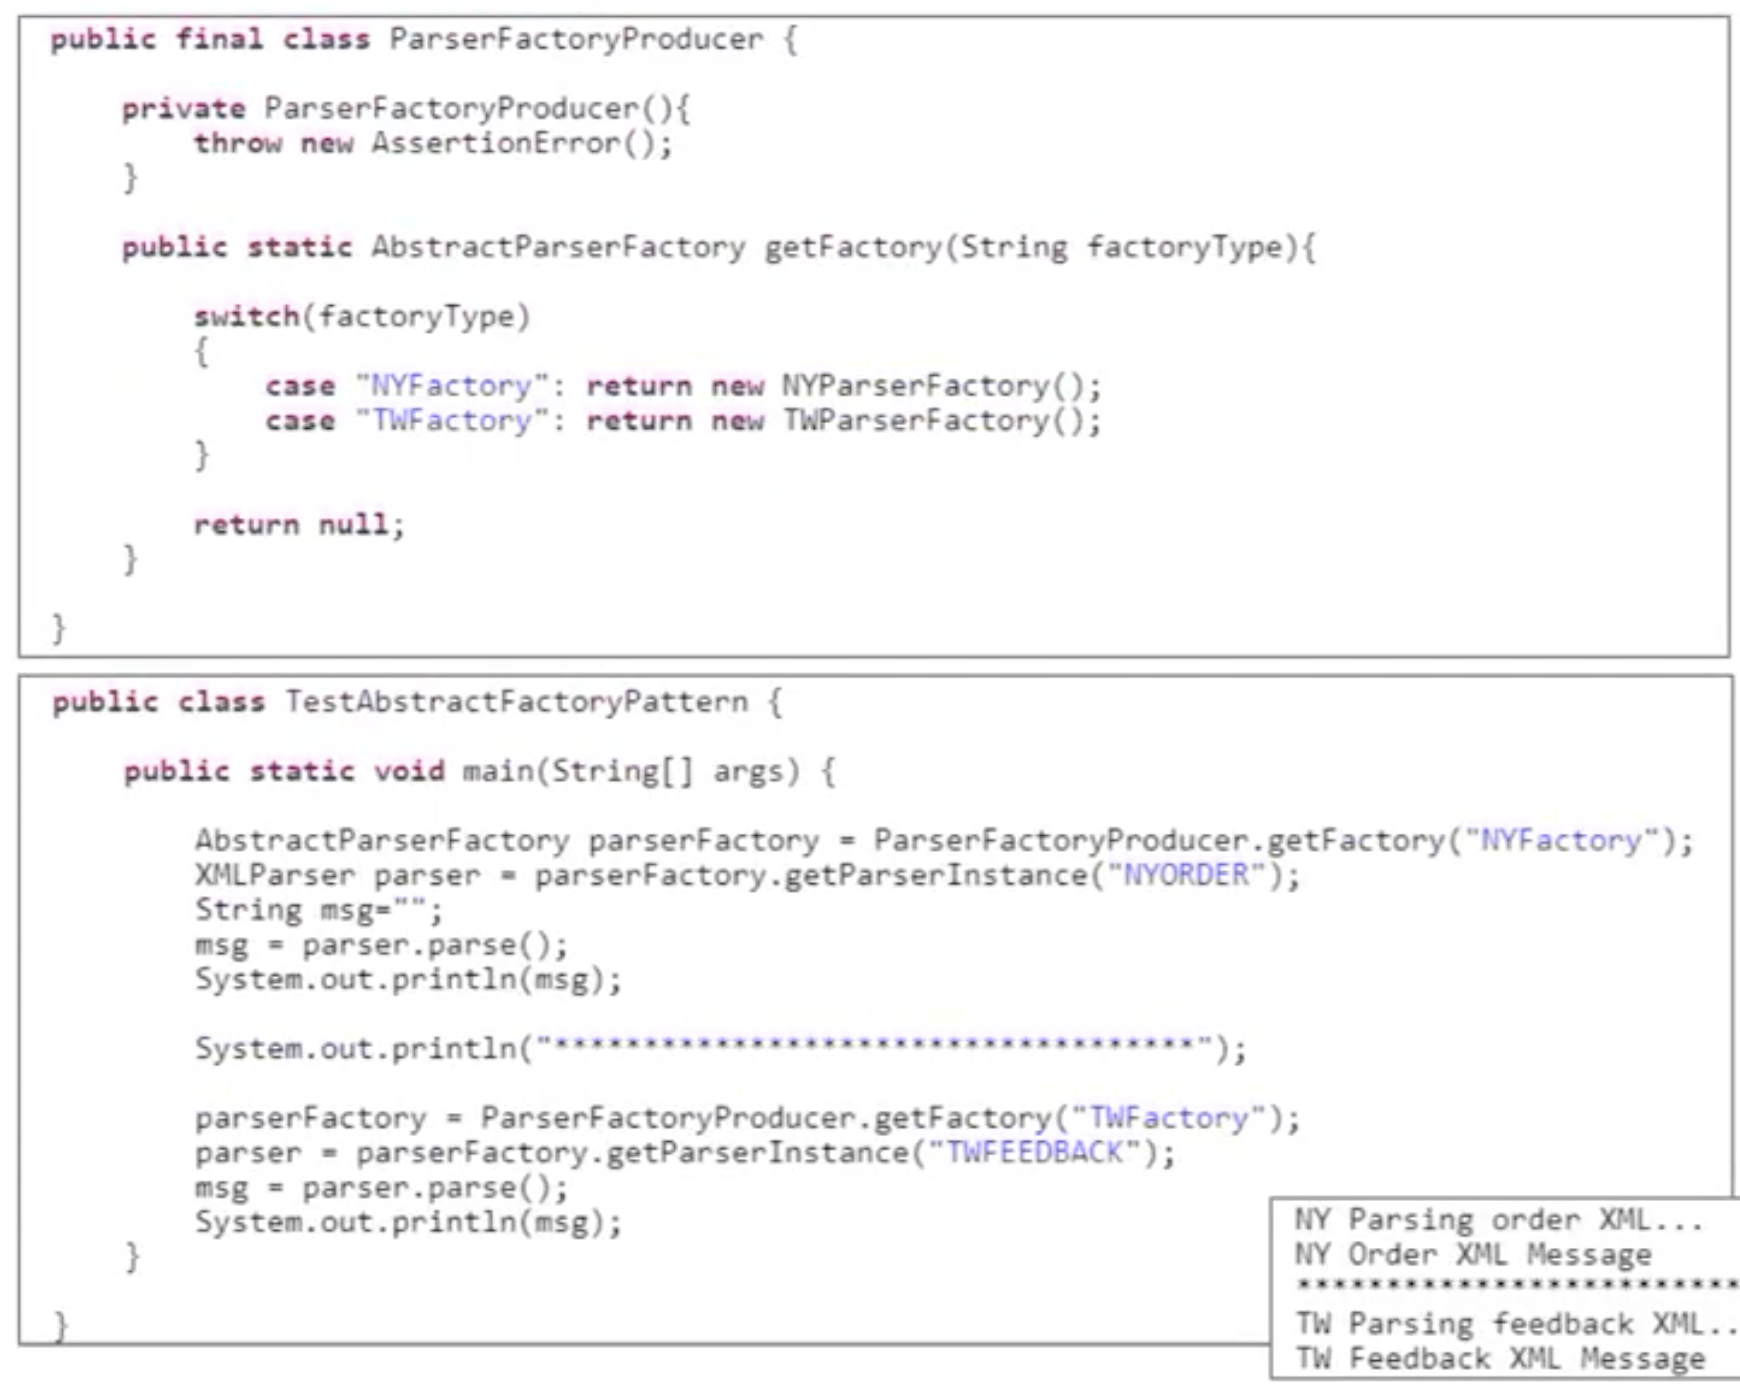 public final class ParserFactoryProducer {
private ParserFactoryProducer(){
throw new AssertionError();
}
public static AbstractParserFactory getFactory(String factoryType){
switch(factoryType)
{
case "NYFactory": return new NYParserFactory();
case "TWFactory": return new TWParserFactory();
}
return null;
}
}
public class TestAbstractFactoryPattern {
public static void main(String[] args) {
AbstractParserFactory parserFactory = ParserFactoryProducer.getFactory("NYFactory");
XMLParser parser = parserFactory.getParserInstance("NYORDER");
String msg="";
msg = parser.parse();
System.out.println(msg);
System.out.println("************************************");
parserFactory = ParserFactoryProducer.getFactory("TWFactory");
parser = parserFactory.getParserInstance("TWFEEDBACK");
msg = parser.parse();
System.out.println(msg);
}
}
NY Parsing order XML...
NY Order XML Message
*************************
TW Parsing feedback XML..
TW Feedback XML Message